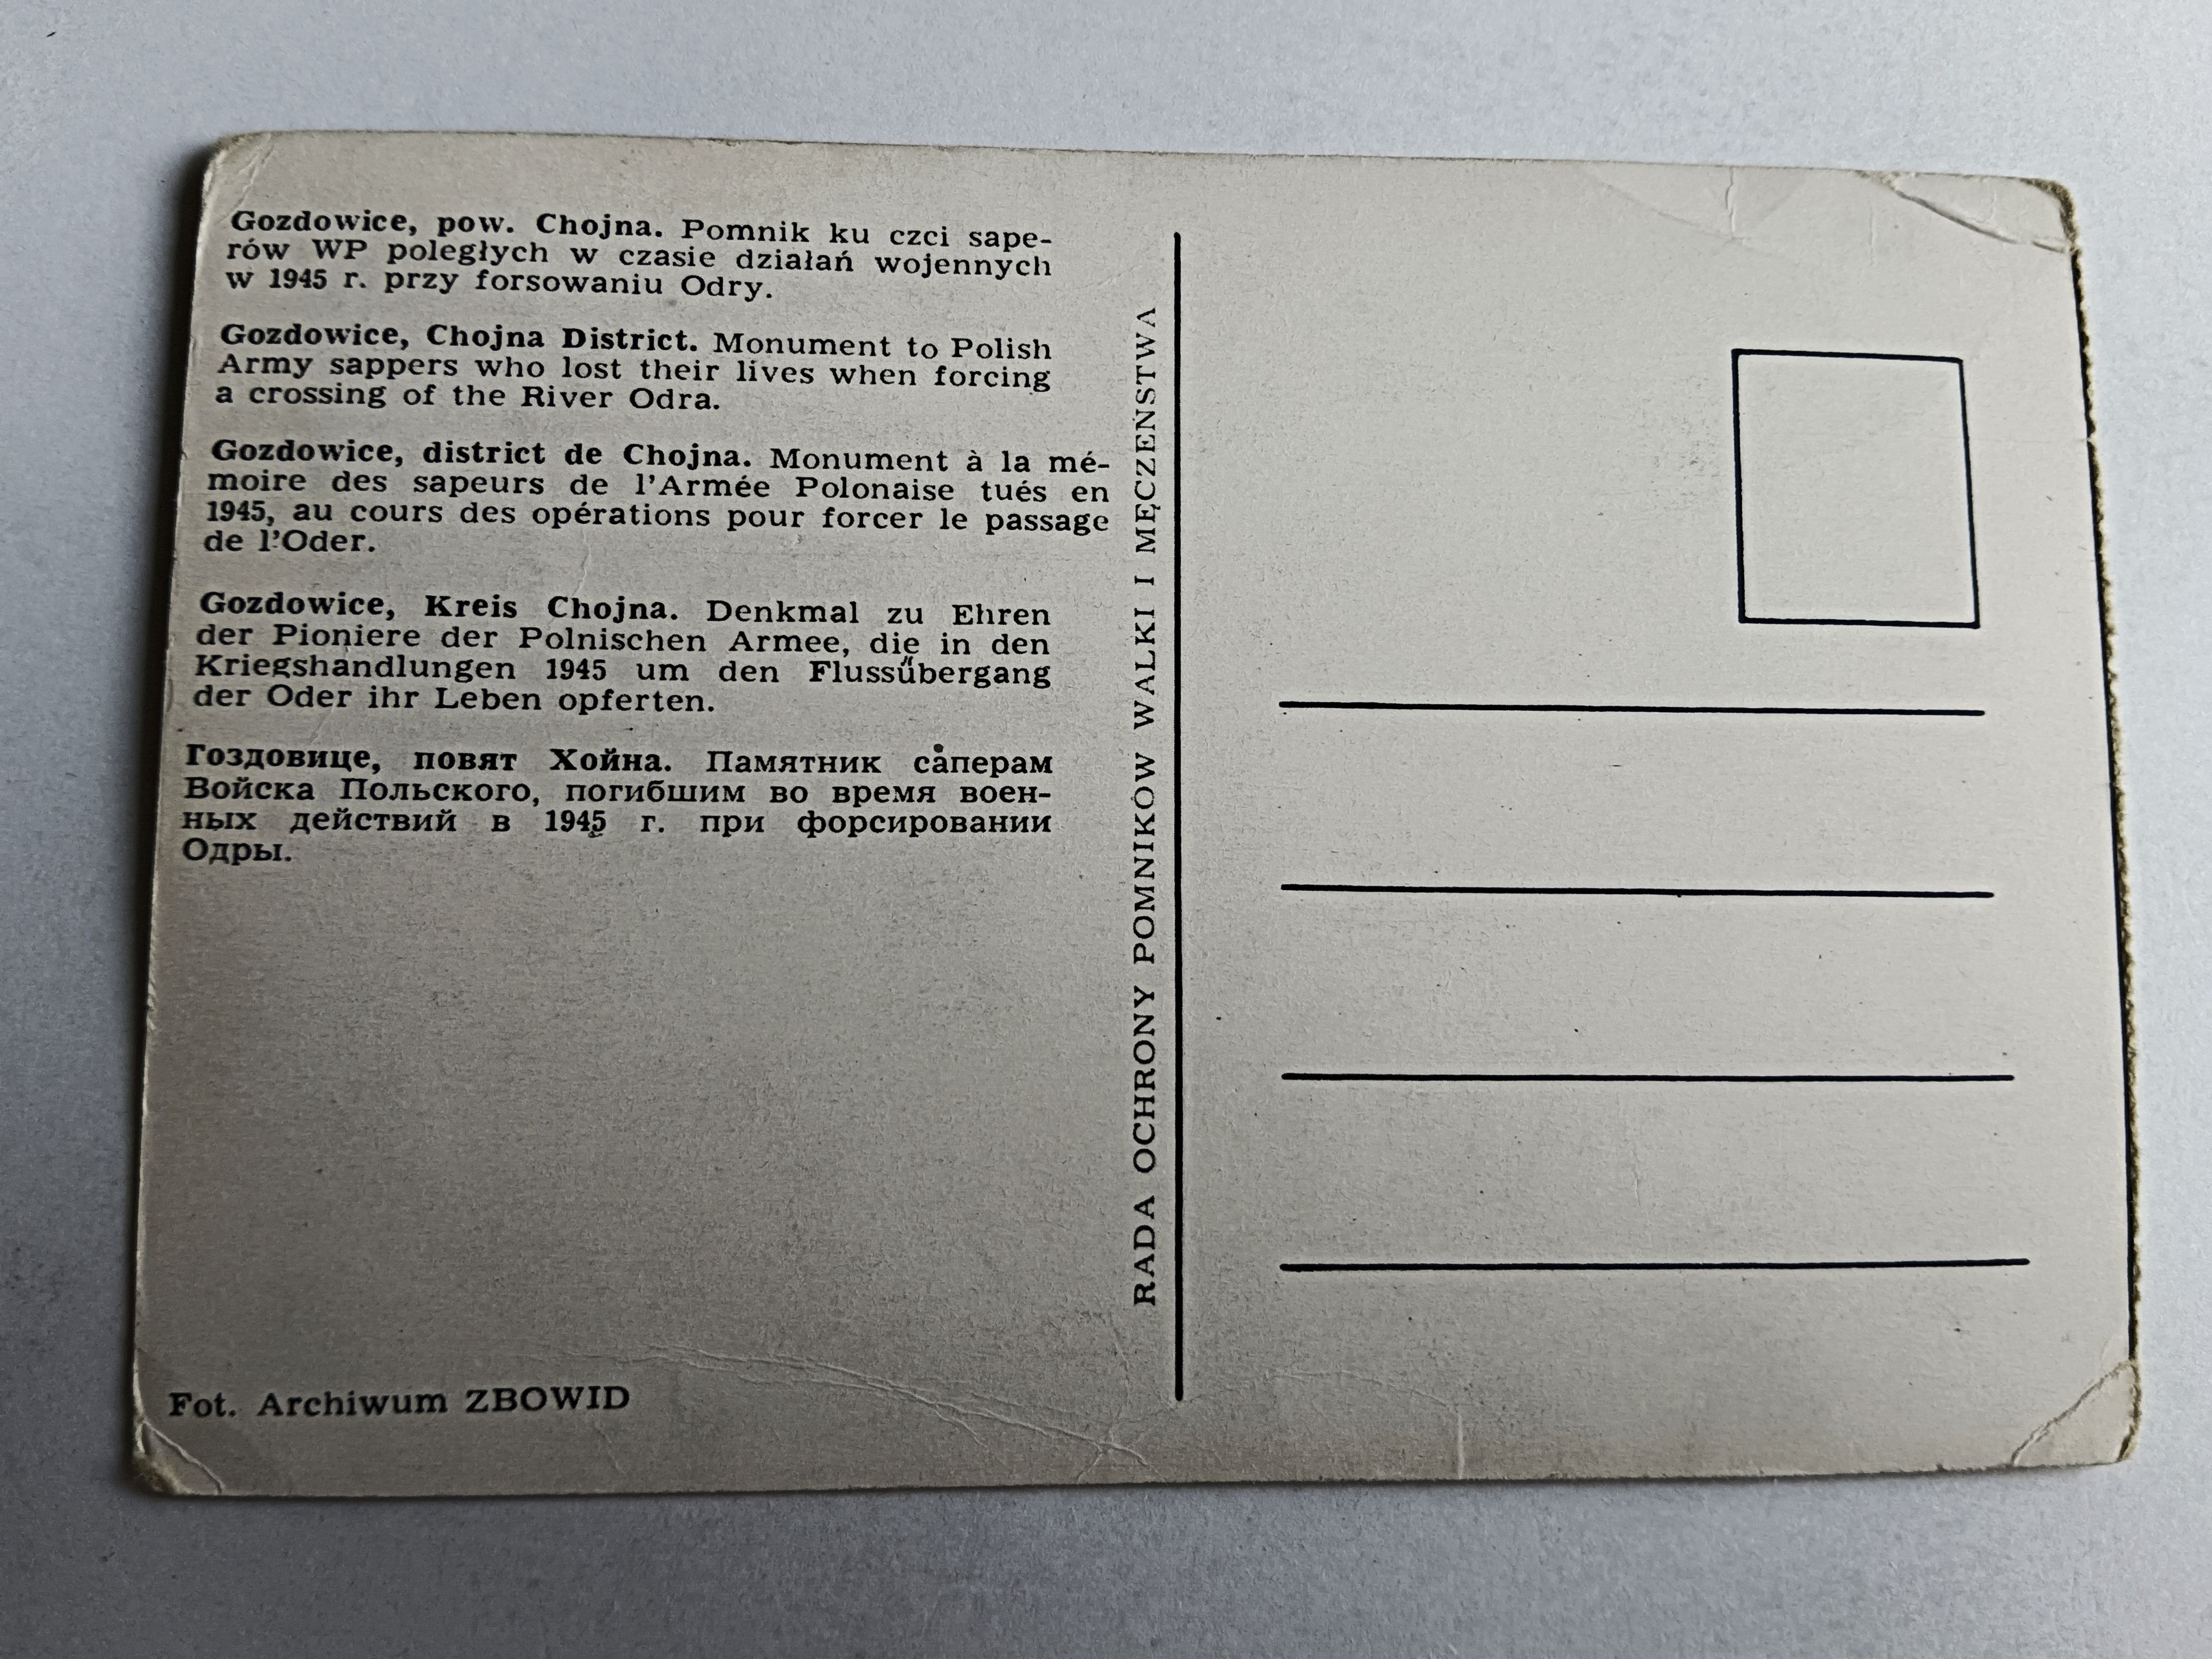 Gozdowice, pow. Chojna. Pomnik ku czci sape-
rów WP poległych w czasie działań wojennych
w 1945 r. przy forsowaniu Odry.
Gozdowice, Chojna District. Monument to Polish
Army sappers who lost their lives when forcing
a crossing of the River Odra.
Gozdowice, district de Chojna. Monument à la mé-
moire des sapeurs de l'Armée Polonaise tués en
1945, au cours des opérations pour forcer le passage
de l'Oder.
Gozdowice, Kreis Chojna. Denkmal zu Ehren
der Pioniere der Polnischen Armee, die in den
Kriegshandlungen 1945 um den Flussübergang
der Oder ihr Leben opferten.
Гоздовице, повят Хойна. Памятник саперам
Войска Польского, погибшим во время воен-
ных действий в 1945 г. при форсировании
Одры.
Fot. Archiwum ZBOWID
RADA OCHRONY POMNIKÓW WALKI I MĘCZEŃSTWA